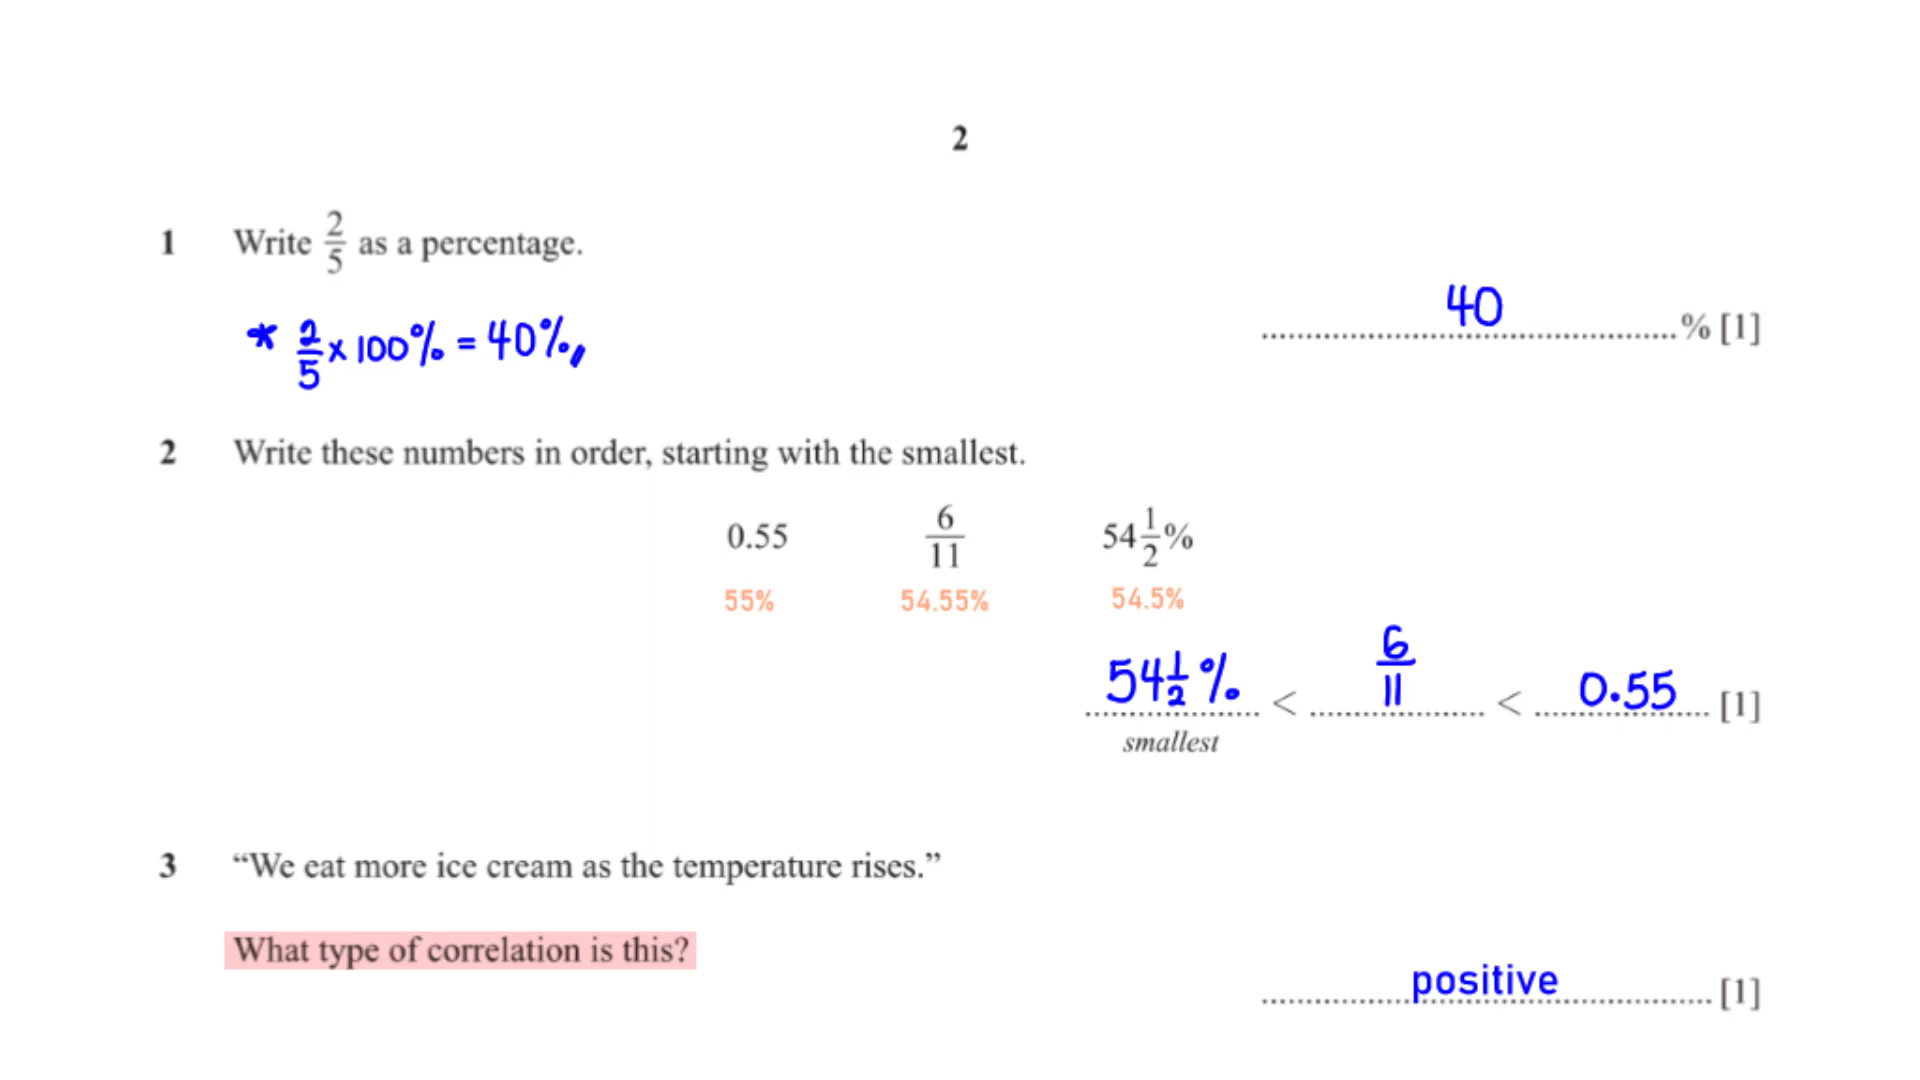 2
1 Write 2/5 as a percentage.
40
* 2/5 x 100% = 40%,,
........................ % [1]
2 Write these numbers in order, starting with the smallest.
0.55 6/11 54 1/2%
55% 54.55% 54.5%
54 1/2 % < 6/11 < 0.55 [1]
smallest
3 “We eat more ice cream as the temperature rises.”
What type of correlation is this?
positive [1]